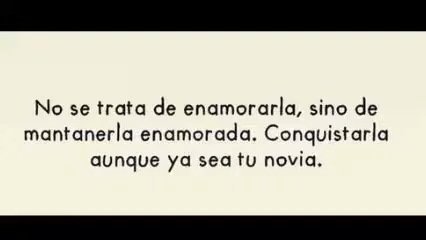 No se trata de enamorarla, sino de
mantanerla enamorada. Conquistarla
aunque ya sea tu novia.